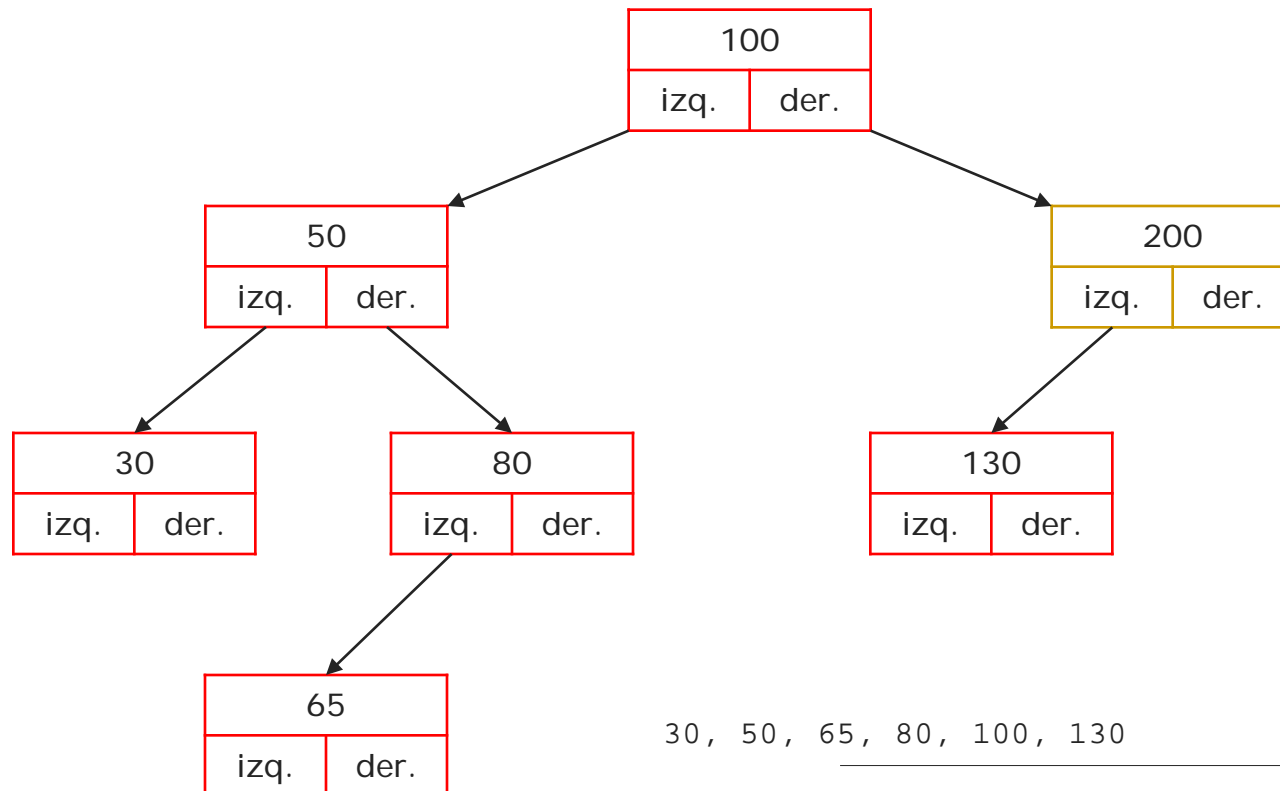 100
izq. der.
50 200
izq. der. izq. der.
30 80 130
izq. der. izq. der. izq. der.
65
izq. der.
30, 50, 65, 80, 100, 130